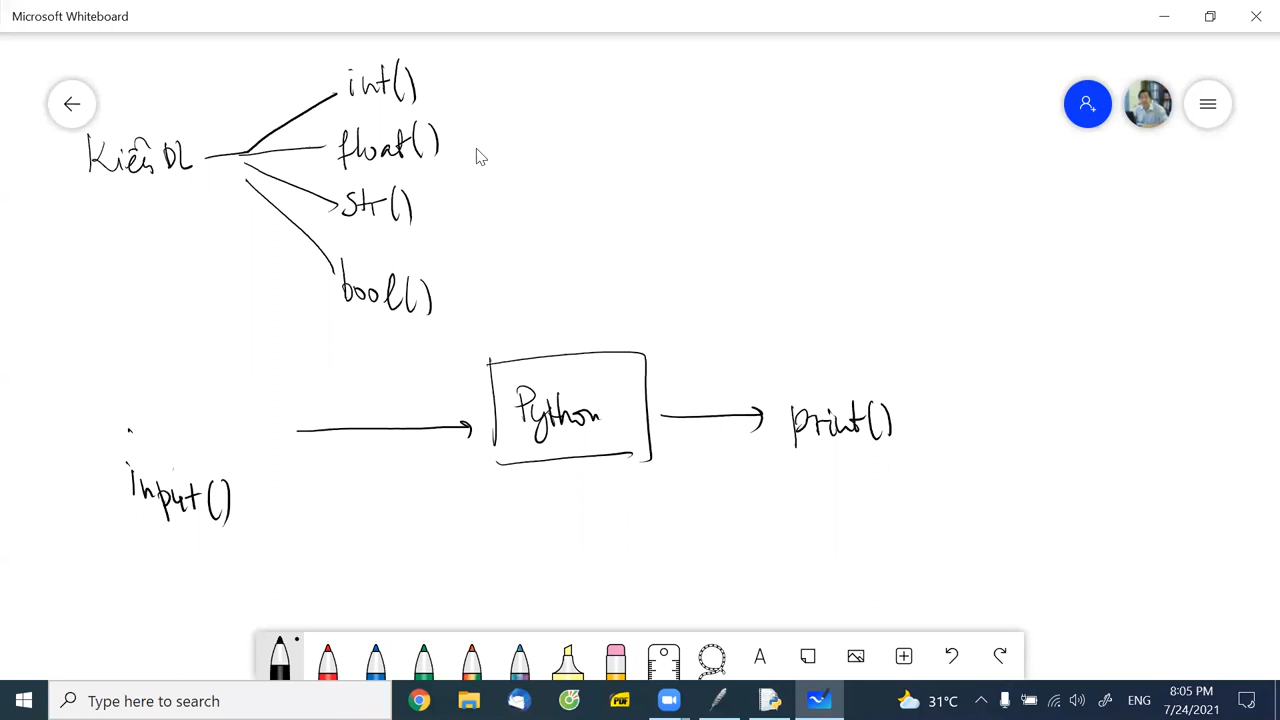 Microsoft Whiteboard
int()
float()
Kiểu DL
str()
bool()
Python
print()
input()
A
Type here to search
PDF
31°C
ENG
8:05 PM
7/24/2021